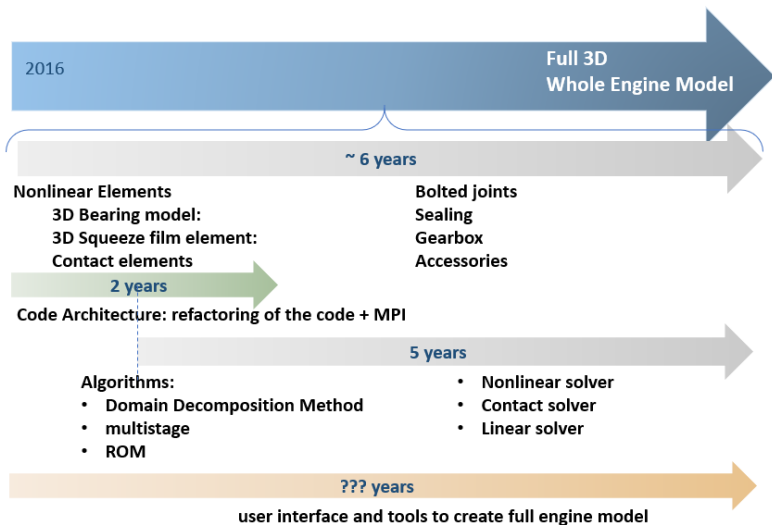 2016
Full 3D
Whole Engine Model
~ 6 years
Nonlinear Elements
3D Bearing model:
3D Squeeze film element:
Contact elements
Bolted joints
Sealing
Gearbox
Accessories
2 years
Code Architecture: refactoring of the code + MPI
5 years
Algorithms:
• Domain Decomposition Method
• multistage
• ROM
• Nonlinear solver
• Contact solver
• Linear solver
??? years
user interface and tools to create full engine model